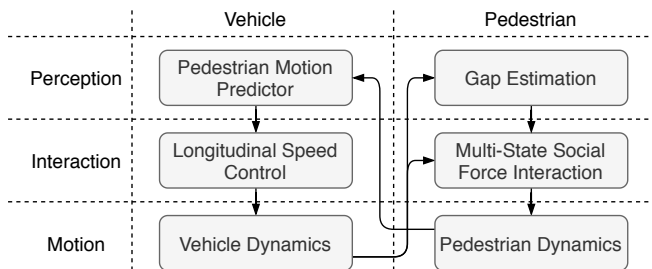 Vehicle
Pedestrian
Perception
Pedestrian Motion
Predictor
Gap Estimation
Interaction
Longitudinal Speed
Control
Multi-State Social
Force Interaction
Motion
Vehicle Dynamics
Pedestrian Dynamics